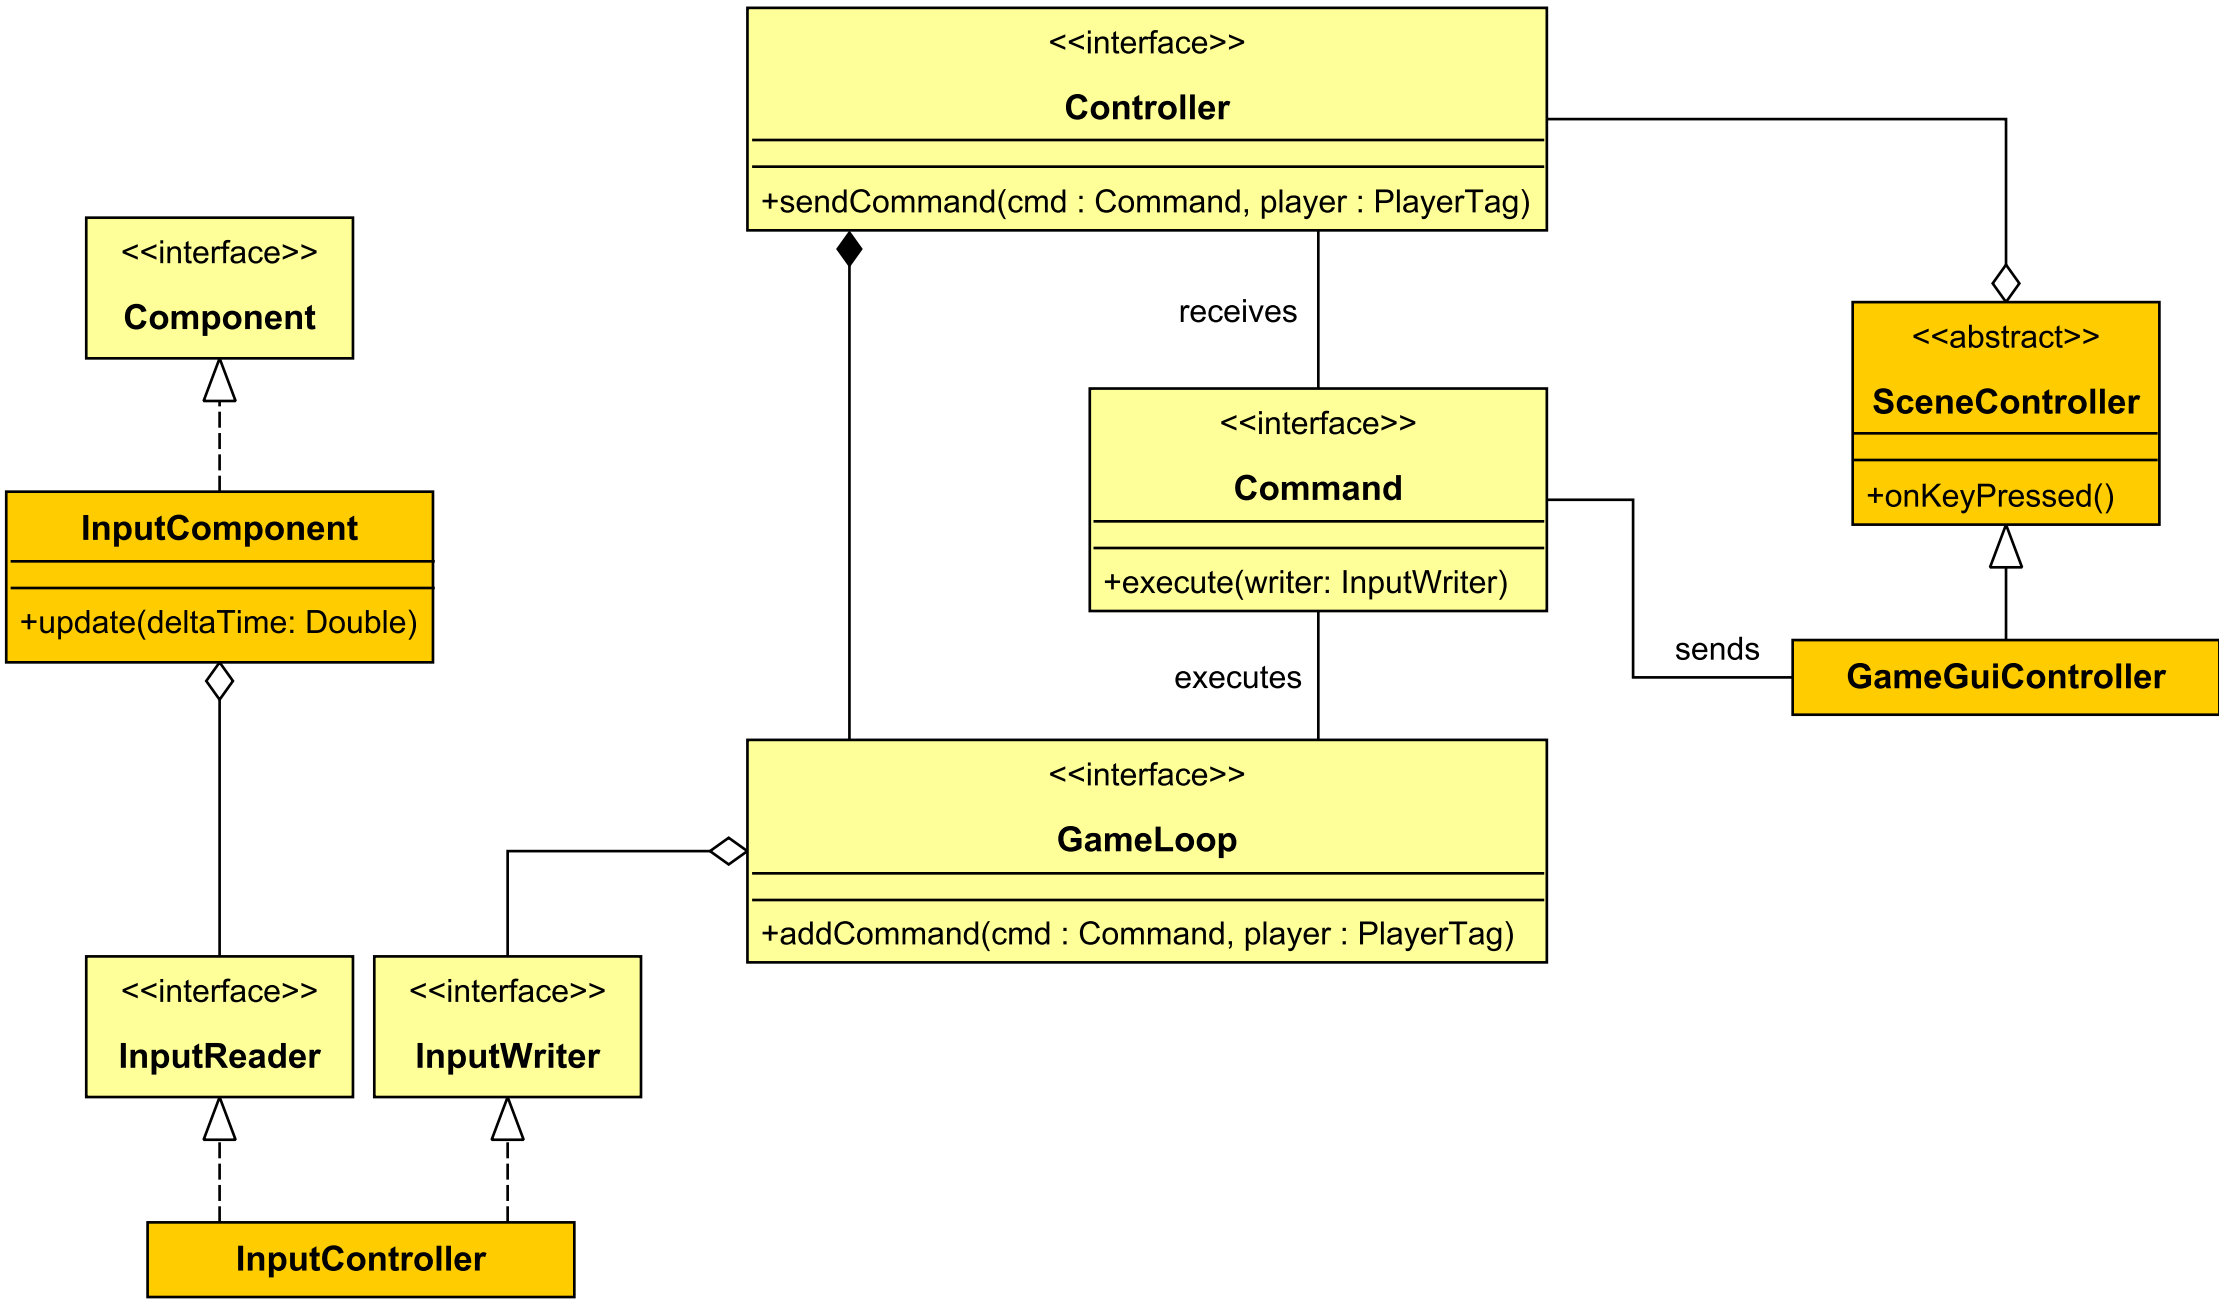 <<interface>>
Controller
+sendCommand(cmd : Command, player : PlayerTag)
<<interface>>
Component
receives
<<abstract>>
SceneController
+onKeyPressed()
<<interface>>
Command
+execute(writer: InputWriter)
InputComponent
+update(deltaTime: Double)
sends
GameGuiController
executes
<<interface>>
GameLoop
+addCommand(cmd : Command, player : PlayerTag)
<<interface>>
InputReader
<<interface>>
InputWriter
InputController